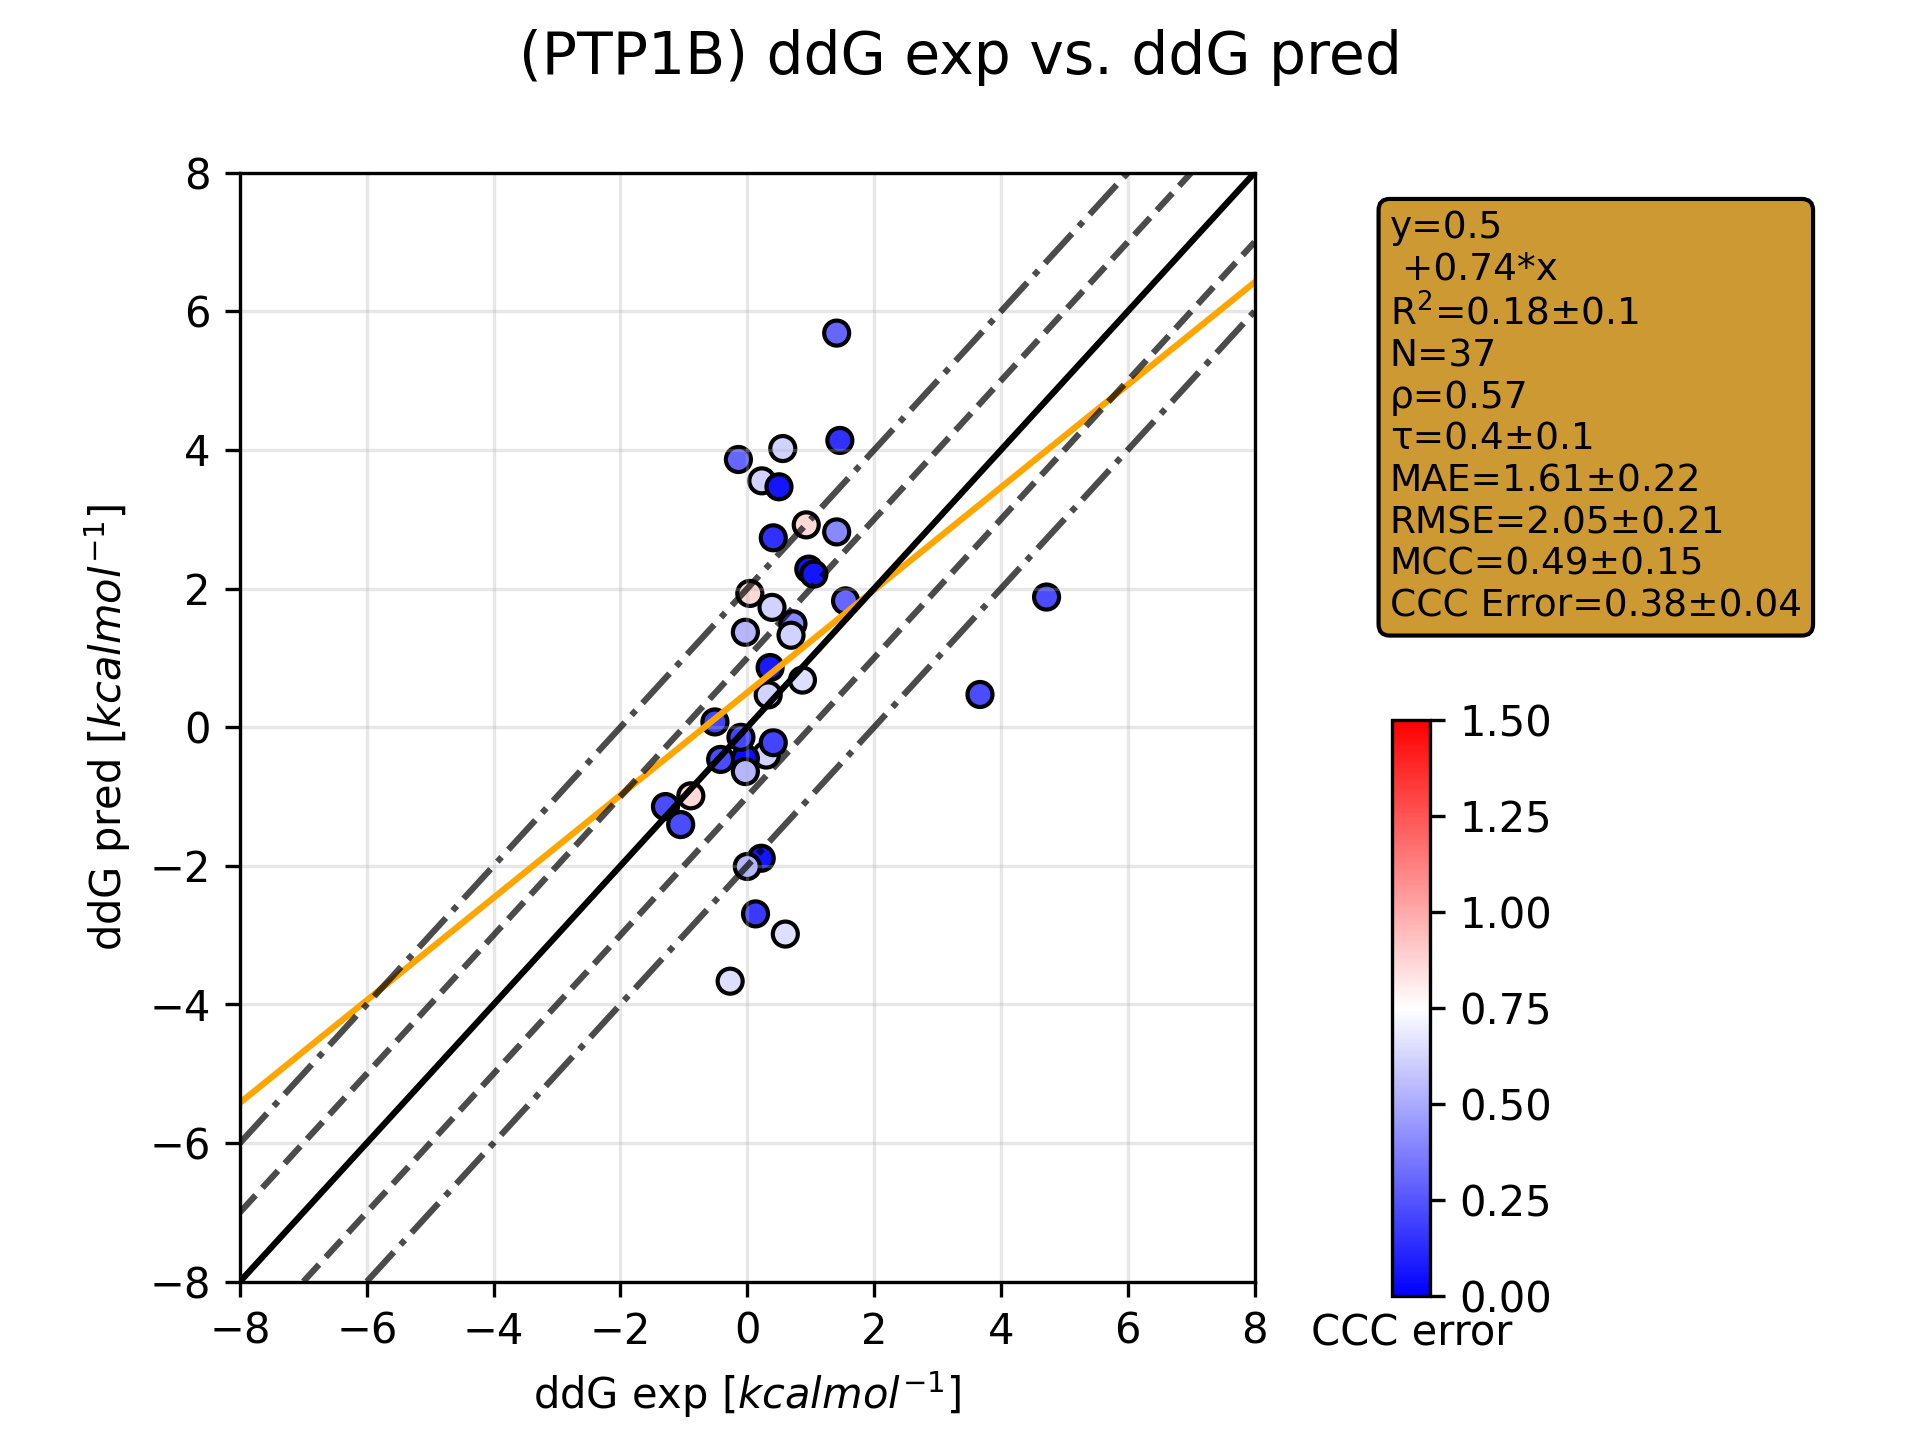 (PTP1B) ddG exp vs. ddG pred
8
6
4
2
0
−2
−4
−6
−8
ddG pred [kcalmol⁻¹]
−8 −6 −4 −2 0 2 4 6 8
ddG exp [kcalmol⁻¹]
y=0.5
+0.74*x
R²=0.18±0.1
N=37
ρ=0.57
τ=0.4±0.1
MAE=1.61±0.22
RMSE=2.05±0.21
MCC=0.49±0.15
CCC Error=0.38±0.04
1.50
1.25
1.00
0.75
0.50
0.25
0.00
CCC error